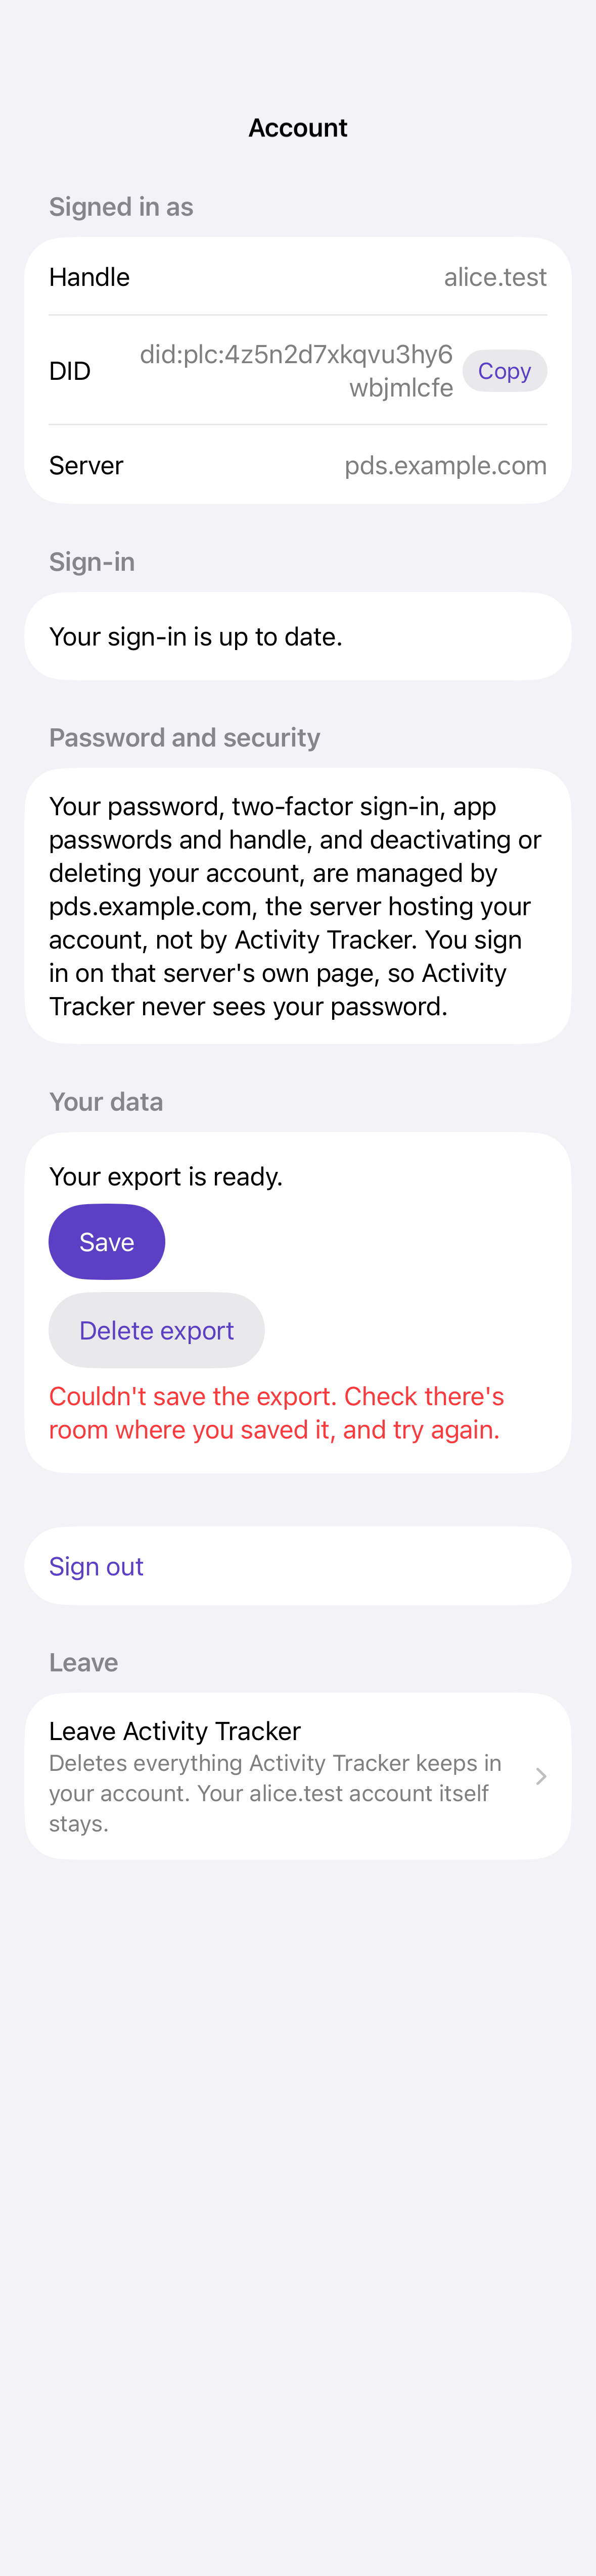 Account
Signed in as
Handle
alice.test
DID
did:plc:4z5n2d7xkqvu3hy6
wbjmlcfe
Copy
Server
pds.example.com
Sign-in
Your sign-in is up to date.
Password and security
Your password, two-factor sign-in, app
passwords and handle, and deactivating or
deleting your account, are managed by
pds.example.com, the server hosting your
account, not by Activity Tracker. You sign
in on that server's own page, so Activity
Tracker never sees your password.
Your data
Your export is ready.
Save
Delete export
Couldn't save the export. Check there's
room where you saved it, and try again.
Sign out
Leave
Leave Activity Tracker
Deletes everything Activity Tracker keeps in
your account. Your alice.test account itself
stays.